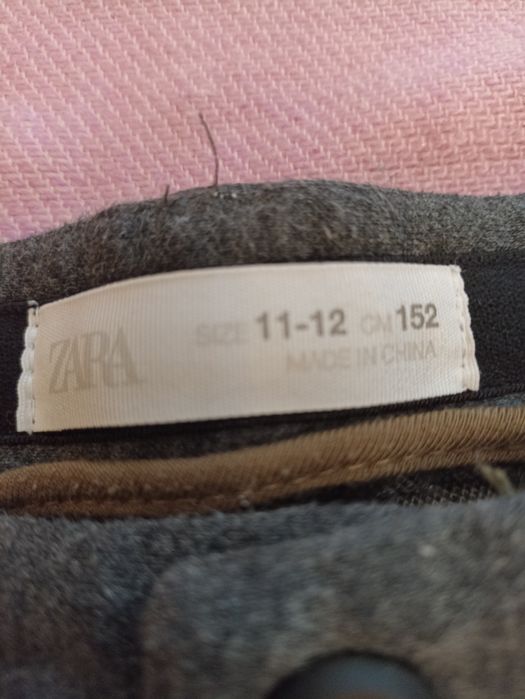 ZARA
SIZE 11-12 CM 152
MADE IN CHINA